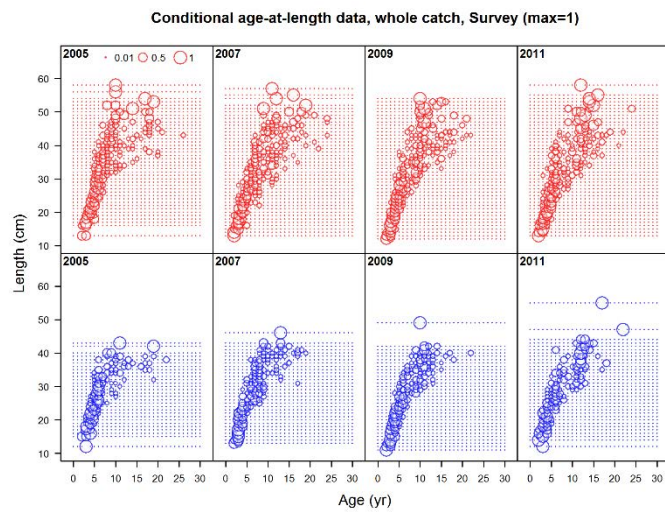 Conditional age-at-length data, whole catch, Survey (max=1)
2005 0.01 0.5 1 2007 2009 2011
60
50
40
30
20
10
2005 2007 2009 2011
60
50
40
30
20
10
Length (cm)
0 5 10 15 20 25 30 0 5 10 15 20 25 30 0 5 10 15 20 25 30 0 5 10 15 20 25 30
Age (yr)